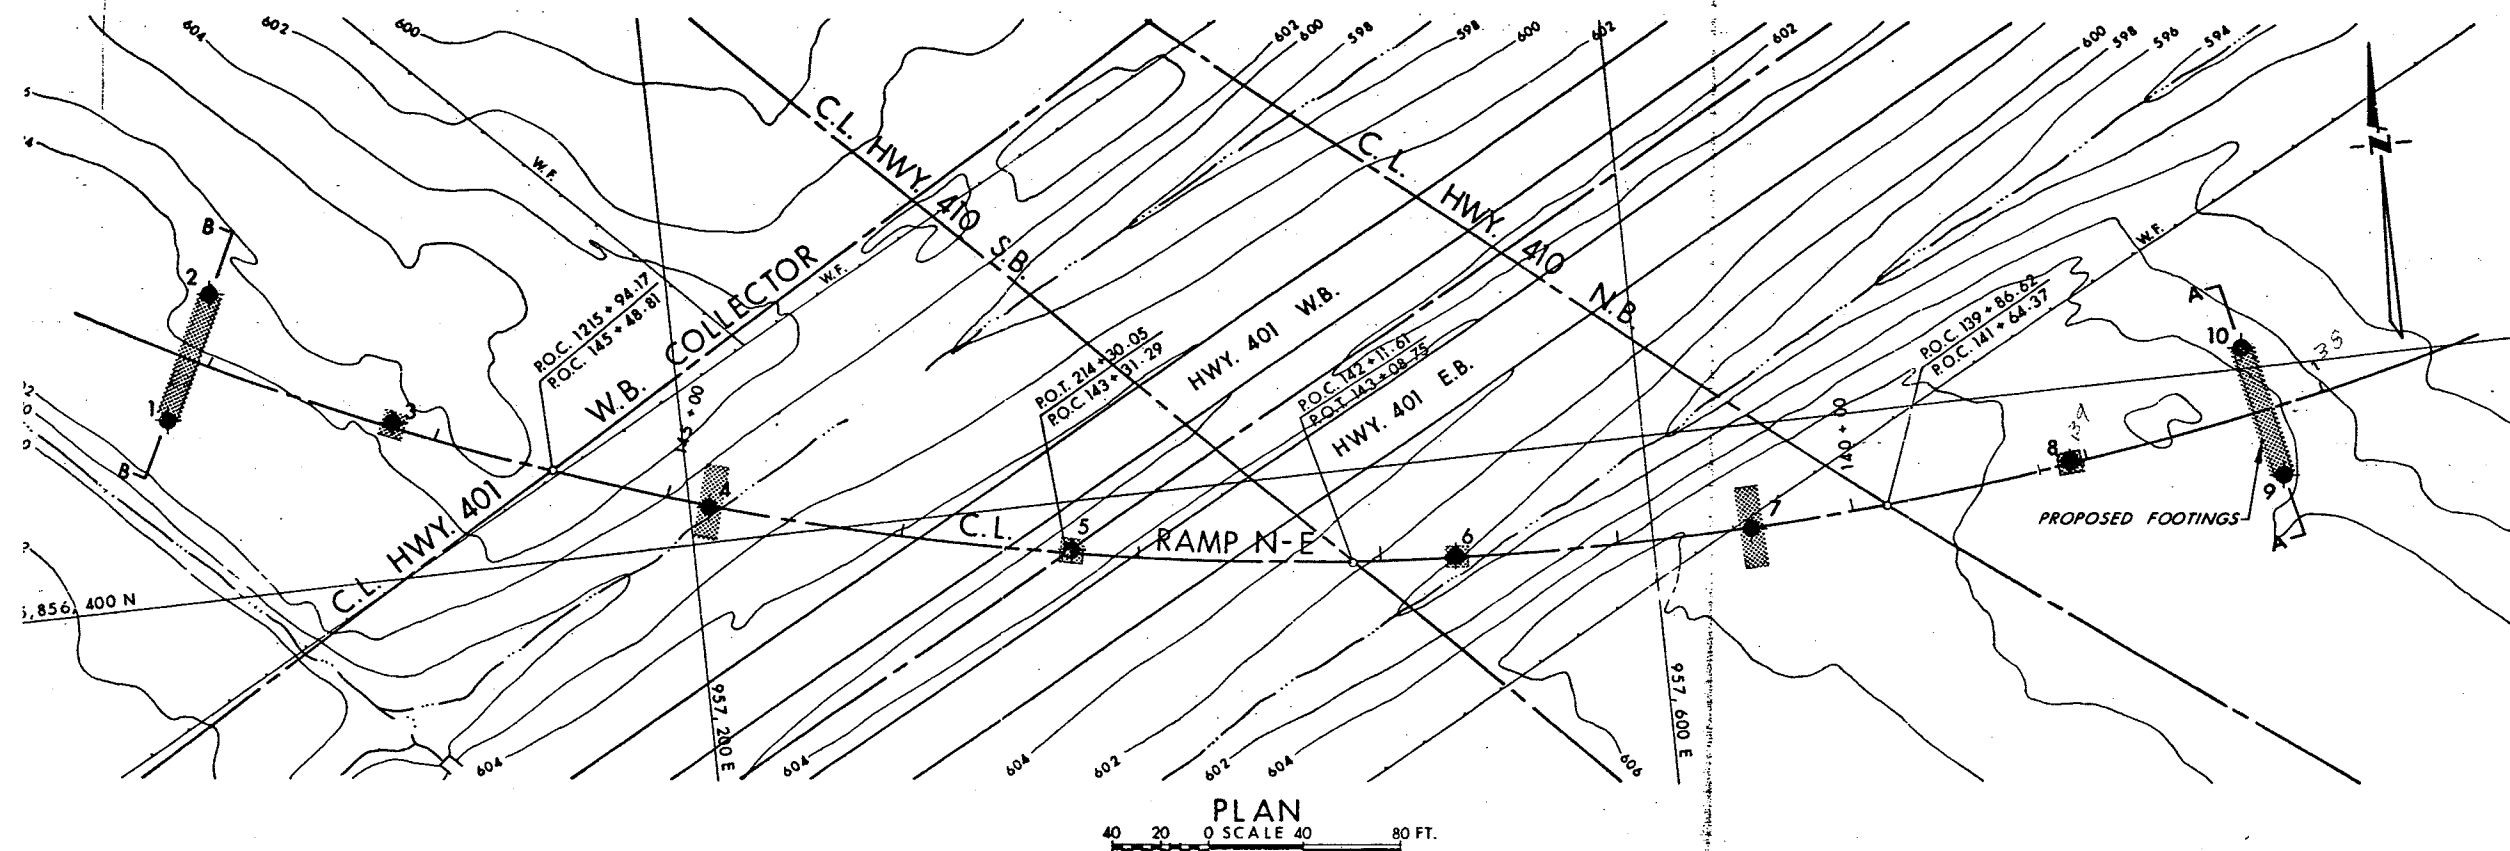 604
602
600
602
600
598
598
600
602
602
600
598
596
594
W.F.
C.L. HWY. 410 S.B.
C.L. HWY. 410 N.B.
N
B
2
1
B
3
P.O.C. 1215 + 94.17
P.O.C. 145 + 48.81
W.B. COLLECTOR
W.F.
145 + 00
4
C.L. HWY. 401
P.O.T. 214 + 30.05
P.O.C. 143 + 31.29
HWY. 401 W.B.
P.O.C. 142 + 11.61
P.O.T. 143 + 08.75
HWY. 401 E.B.
5
C.L. RAMP N-E
6
7
140 + 00
P.O.C. 139 + 86.62
P.O.C. 141 + 64.37
W.F.
8
139
A
10
9
A
PROPOSED FOOTINGS
,856, 400 N
957, 200 E
957, 600 E
604
604
604
602
602
604
606
PLAN
40 20 0 SCALE 40 80 FT.